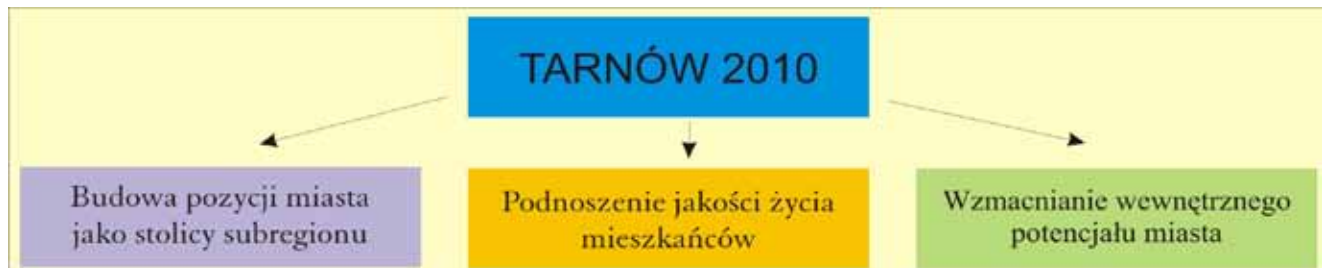 TARNÓW 2010
Budowa pozycji miasta
jako stolicy subregionu
Podnoszenie jakości życia
mieszkańców
Wzmacnianie wewnętrznego
potencjału miasta